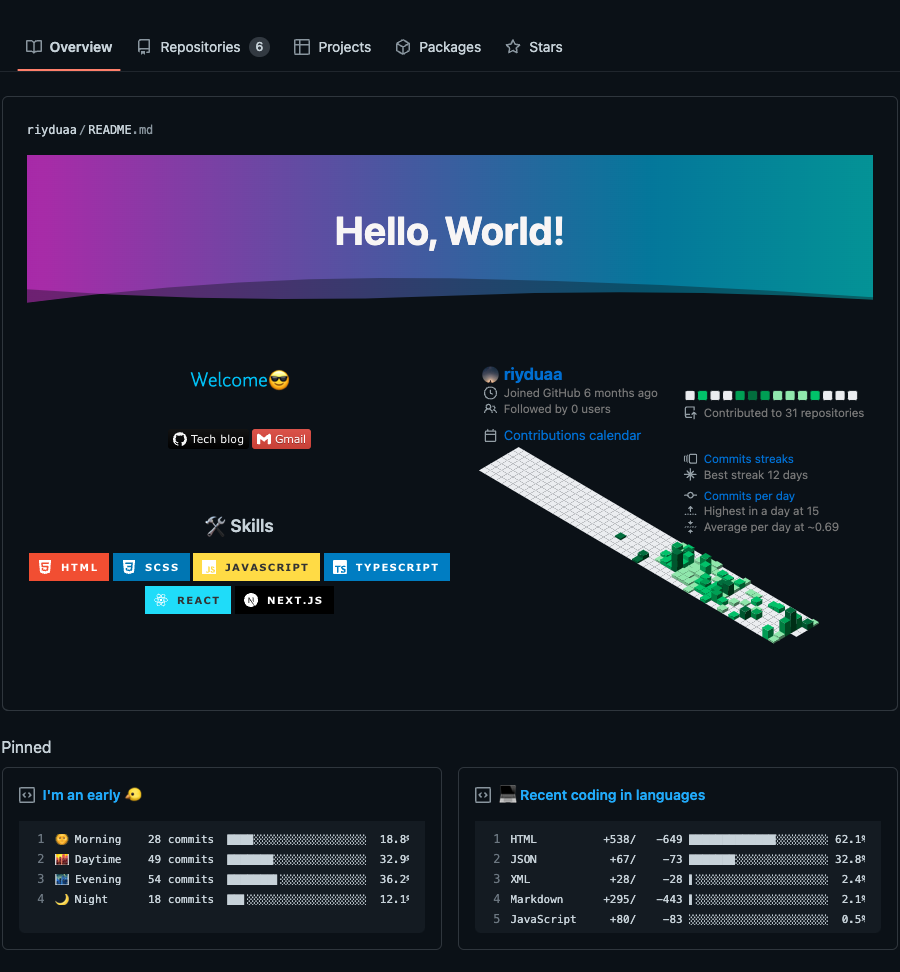 Overview Repositories 6 Projects Packages Stars
riyduaa/README.md
Hello, World!
Welcome😎
Tech blog Gmail
🛠️ Skills
HTML SCSS JAVASCRIPT TYPESCRIPT
REACT NEXT.JS
riyduaa
Joined GitHub 6 months ago
Followed by 0 users
Contributed to 31 repositories
Contributions calendar
Commits streaks
Best streak 12 days
Commits per day
Highest in a day at 15
Average per day at ~0.69
Pinned
I'm an early 🐤
1 🌞 Morning 28 commits 18.8%
2 🌆 Daytime 49 commits 32.9%
3 🌃 Evening 54 commits 36.2%
4 🌙 Night 18 commits 12.1%
💻 Recent coding in languages
1 HTML +538/ -649 62.1%
2 JSON +67/ -73 32.8%
3 XML +28/ -28 2.4%
4 Markdown +295/ -443 2.1%
5 JavaScript +80/ -83 0.5%